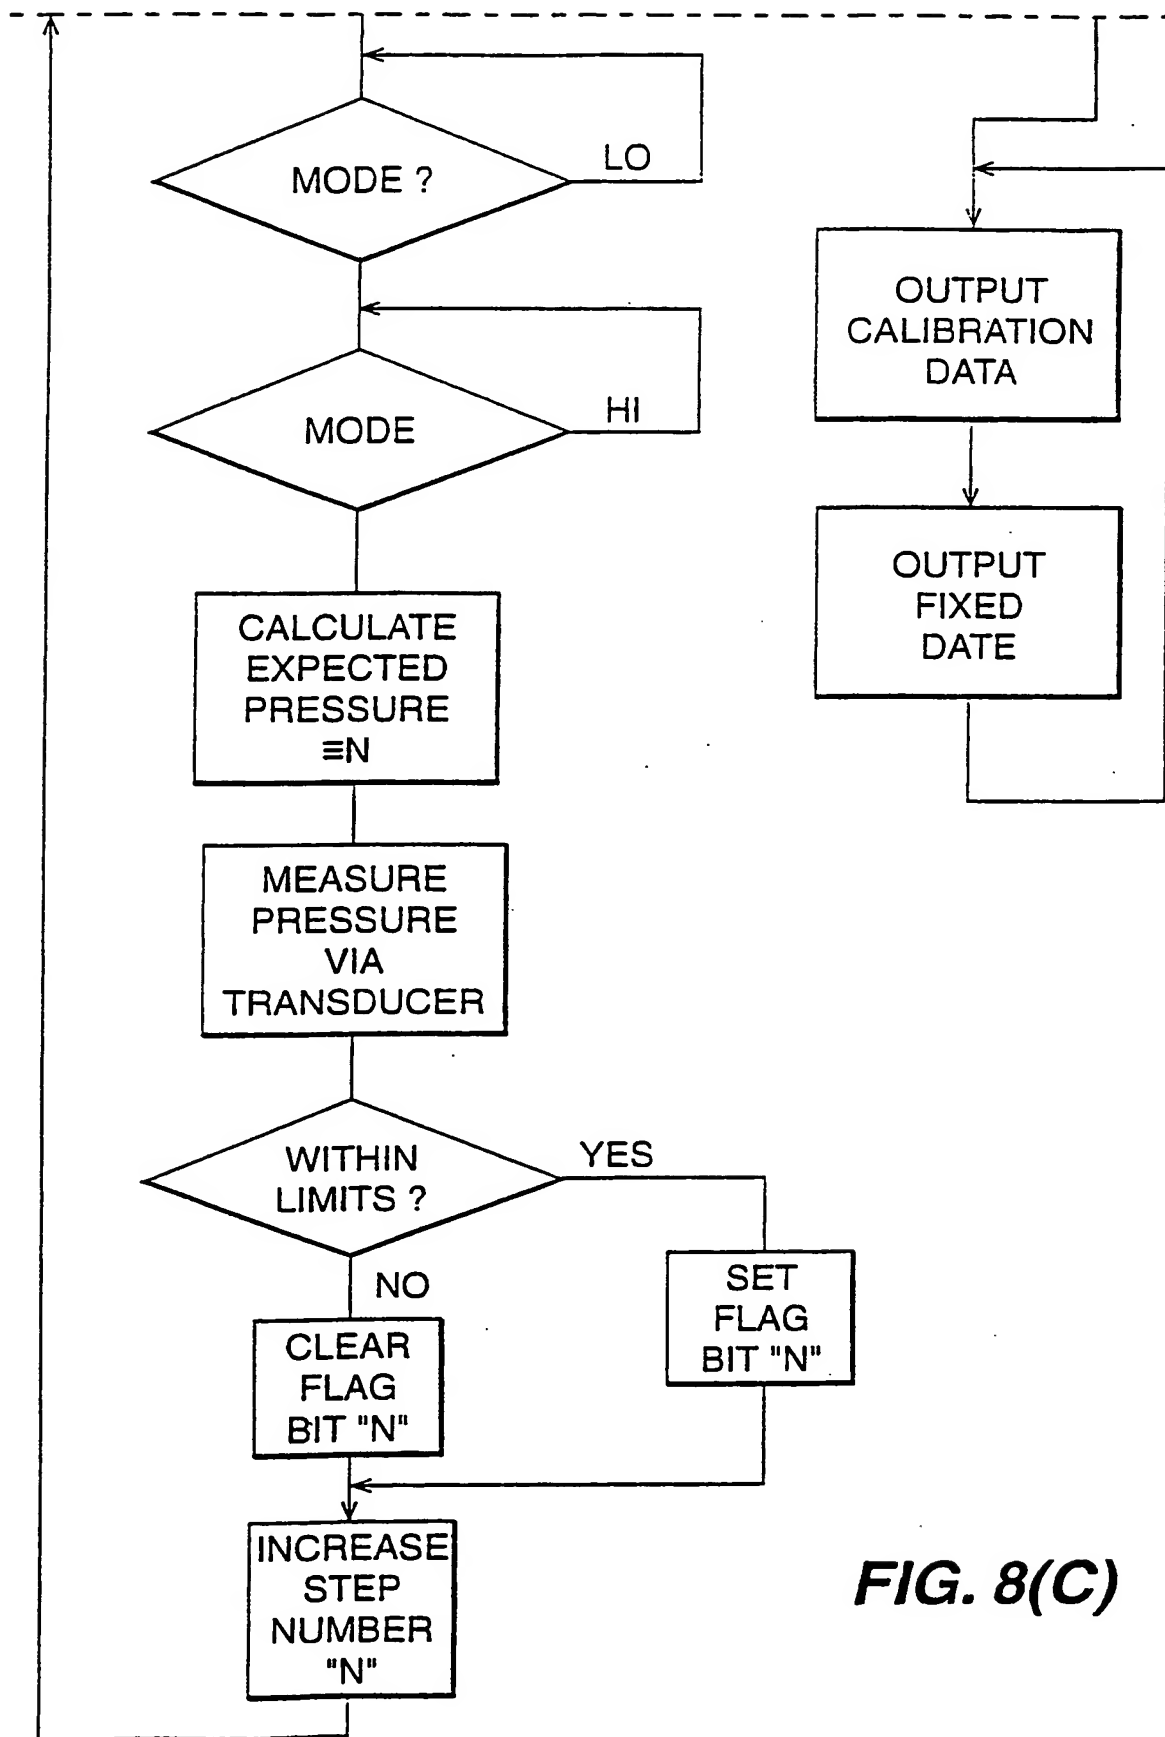 MODE ?
LO
MODE
HI
CALCULATE
EXPECTED
PRESSURE
≡N
MEASURE
PRESSURE
VIA
TRANSDUCER
WITHIN
LIMITS ?
YES
NO
SET
FLAG
BIT "N"
CLEAR
FLAG
BIT "N"
INCREASE
STEP
NUMBER
"N"
OUTPUT
CALIBRATION
DATA
OUTPUT
FIXED
DATE
FIG. 8(C)